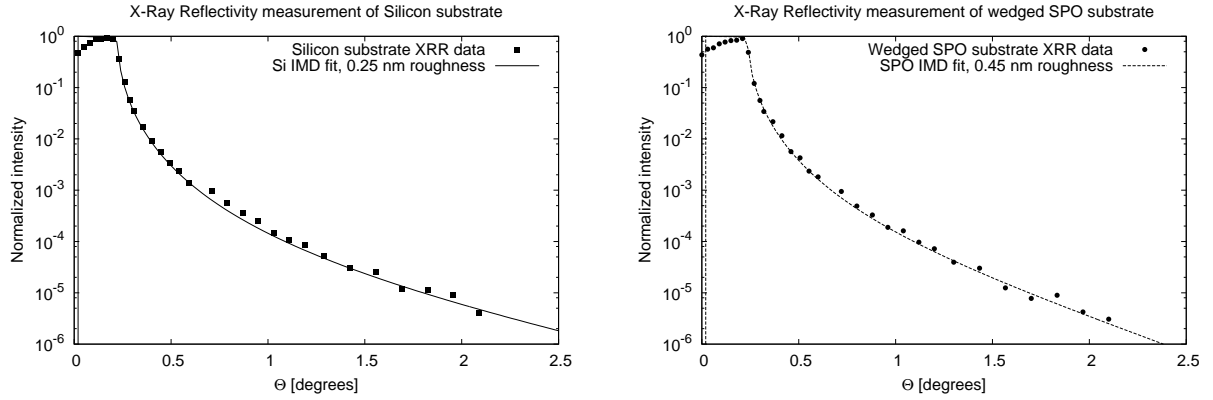 X-Ray Reflectivity measurement of Silicon substrate
10^0
10^-1
10^-2
10^-3
10^-4
10^-5
10^-6
Normalized intensity
Silicon substrate XRR data
Si IMD fit, 0.25 nm roughness
0 0.5 1 1.5 2 2.5
Θ [degrees]
X-Ray Reflectivity measurement of wedged SPO substrate
10^0
10^-1
10^-2
10^-3
10^-4
10^-5
10^-6
Normalized intensity
Wedged SPO substrate XRR data
SPO IMD fit, 0.45 nm roughness
0 0.5 1 1.5 2 2.5
Θ [degrees]